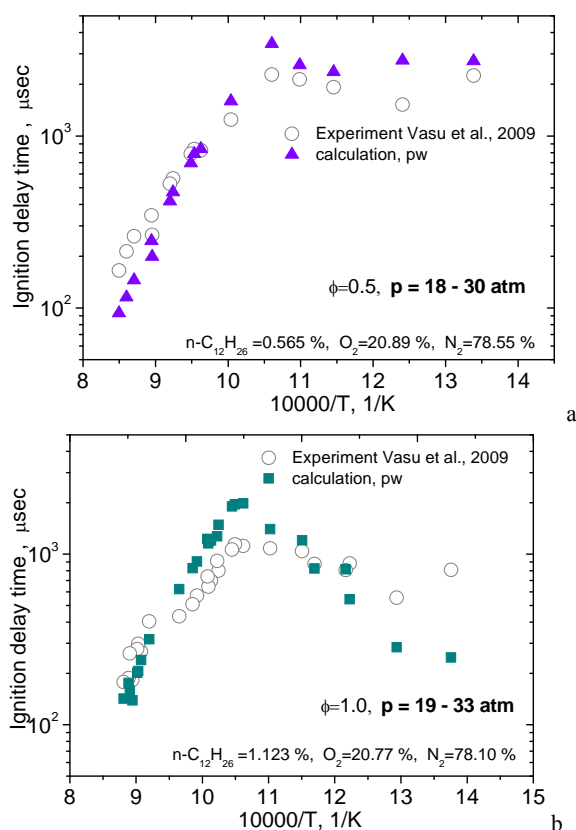 10³
10²
Ignition delay time , μsec
Experiment Vasu et al., 2009
calculation, pw
ϕ=0.5, p = 18 - 30 atm
n-C₁₂H₂₆ =0.565 %, O₂=20.89 %, N₂=78.55 %
8 9 10 11 12 13 14
10000/T, 1/K
a
Experiment Vasu et al., 2009
calculation, pw
10³
10²
Ignition delay time , μsec
ϕ=1.0, p = 19 - 33 atm
n-C₁₂H₂₆ =1.123 %, O₂=20.77 %, N₂=78.10 %
8 9 10 11 12 13 14 15
10000/T, 1/K
b